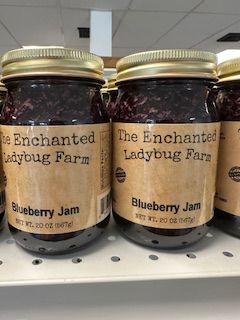 The Enchanted
Ladybug Farm
Blueberry Jam
NET WT. 20 OZ (567g)
The Enchanted
Ladybug Farm
Blueberry Jam
NET WT. 20 OZ (567g)